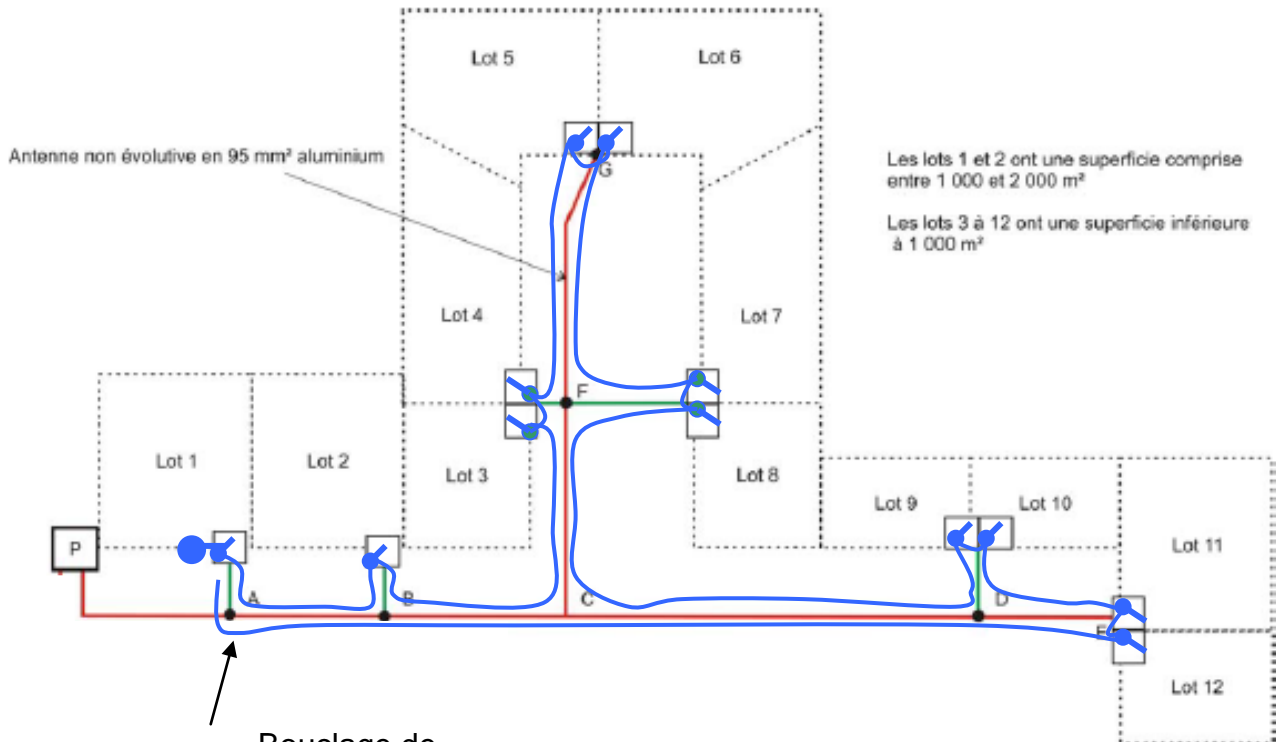 Lot 5
Lot 6
Antenne non évolutive en 95 mm² aluminium
G
Les lots 1 et 2 ont une superficie comprise
entre 1 000 et 2 000 m²
Les lots 3 à 12 ont une superficie inférieure
à 1 000 m²
Lot 4
Lot 7
F
Lot 1
Lot 2
Lot 3
Lot 8
Lot 9
Lot 10
Lot 11
P
A
B
C
D
E
Lot 12
Bouclage de